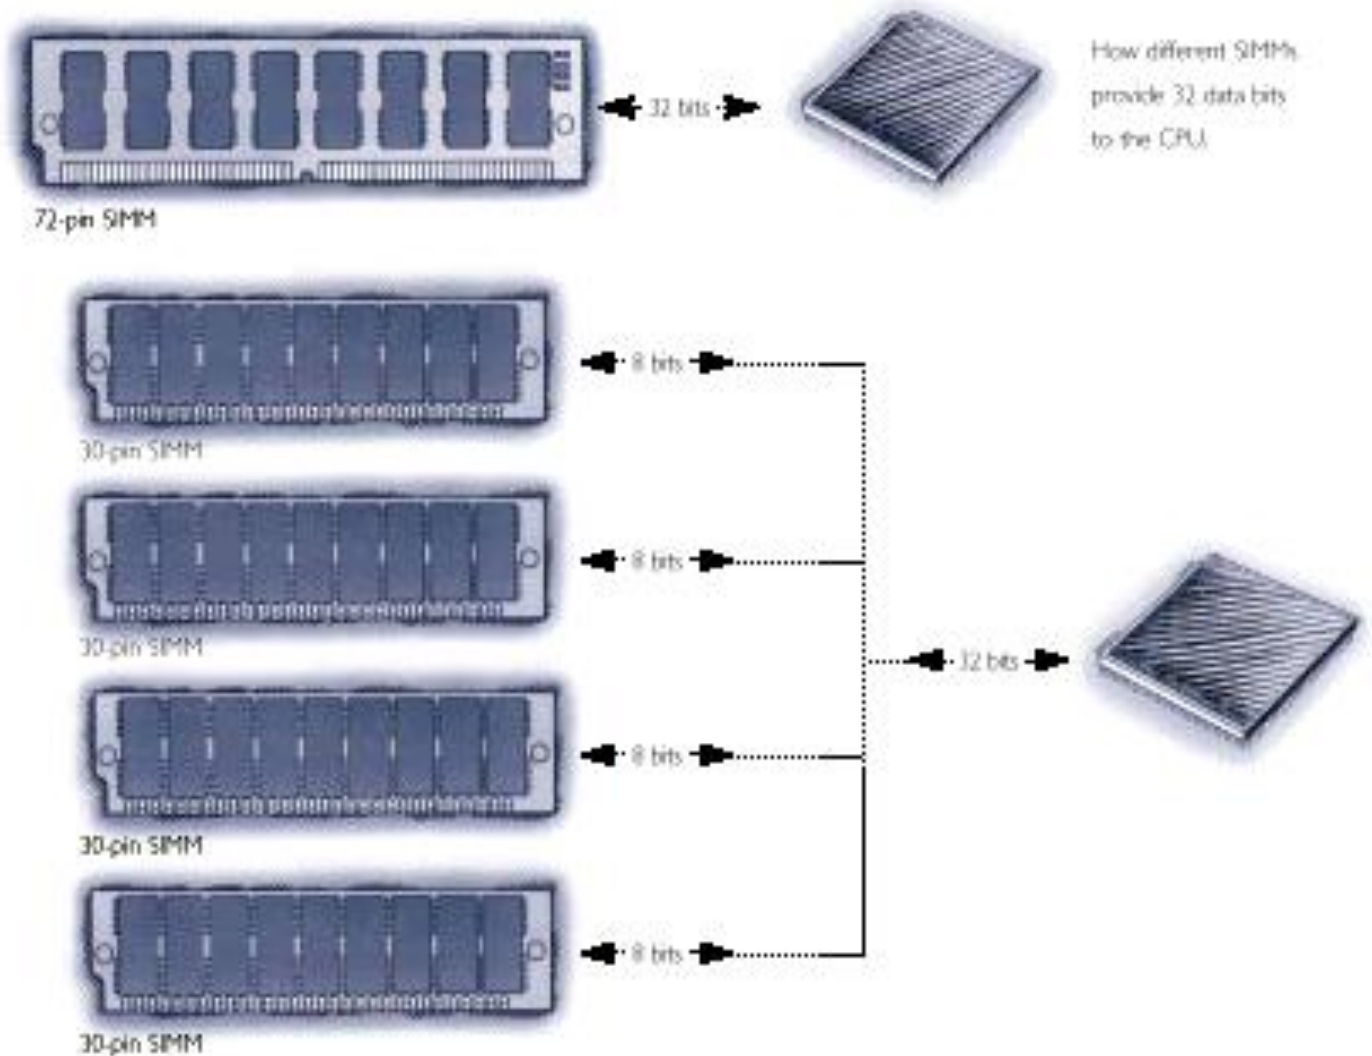 How different SIMMs
provide 32 data bits
to the CPU.
32 bits
72-pin SIMM
8 bits
30-pin SIMM
8 bits
30-pin SIMM
32 bits
8 bits
30-pin SIMM
8 bits
30-pin SIMM